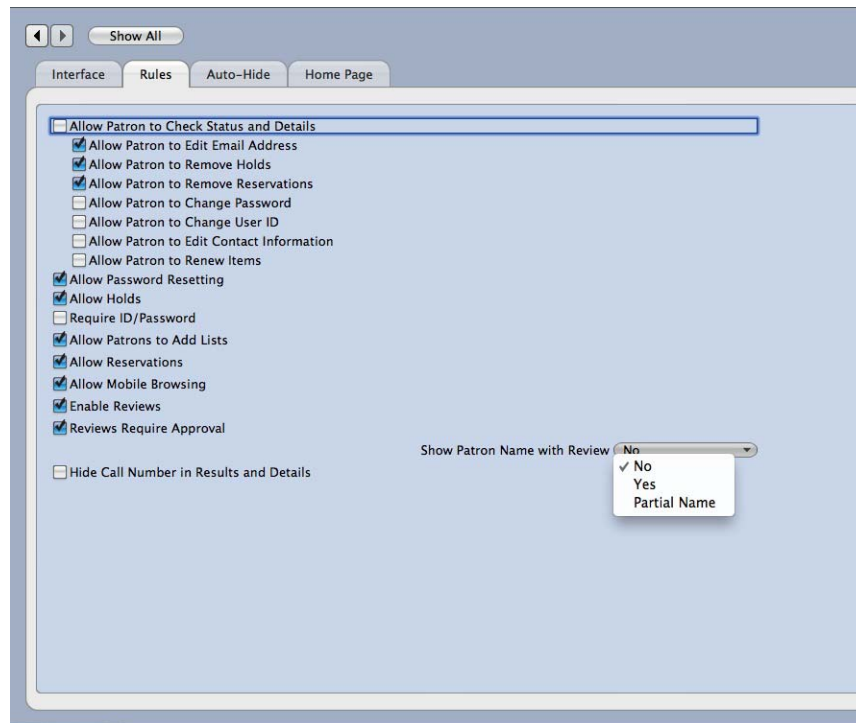 Show All
Interface Rules Auto-Hide Home Page
Allow Patron to Check Status and Details
Allow Patron to Edit Email Address
Allow Patron to Remove Holds
Allow Patron to Remove Reservations
Allow Patron to Change Password
Allow Patron to Change User ID
Allow Patron to Edit Contact Information
Allow Patron to Renew Items
Allow Password Resetting
Allow Holds
Require ID/Password
Allow Patrons to Add Lists
Allow Reservations
Allow Mobile Browsing
Enable Reviews
Reviews Require Approval
Show Patron Name with Review No
No
Hide Call Number in Results and Details
Yes
Partial Name